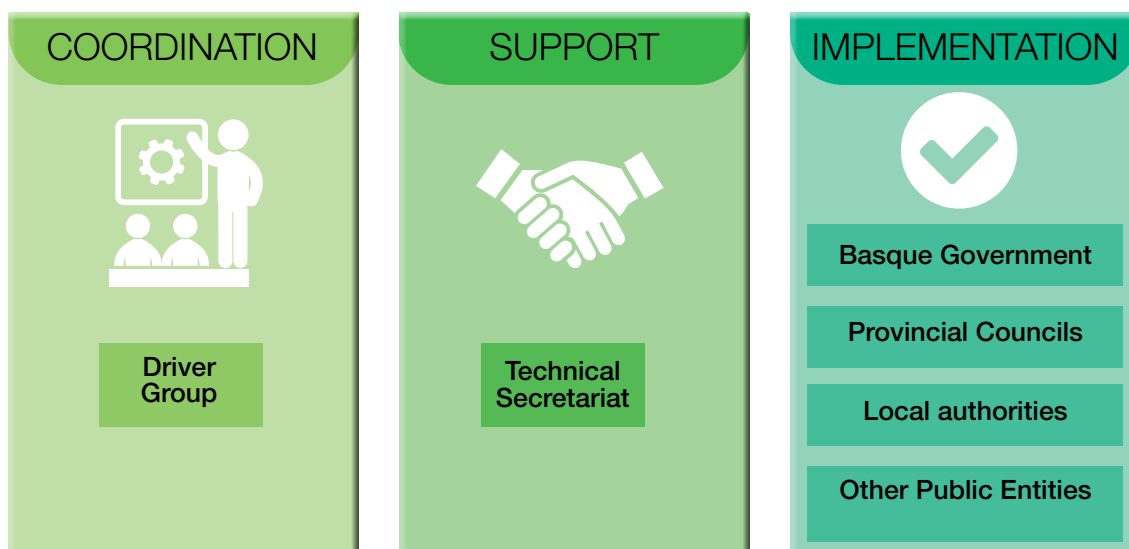 COORDINATION
Driver
Group
SUPPORT
Technical
Secretariat
IMPLEMENTATION
Basque Government
Provincial Councils
Local authorities
Other Public Entities